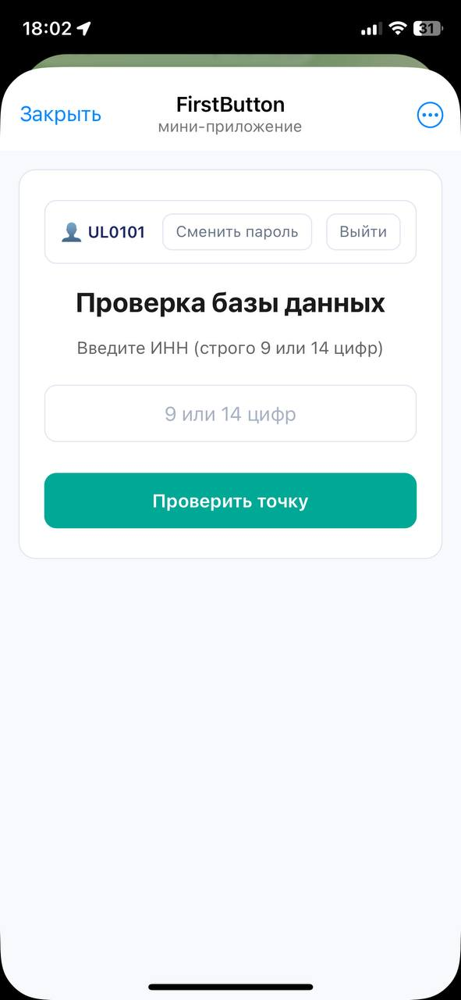 18:02
31
Закрыть
FirstButton
мини-приложение
UL0101
Сменить пароль
Выйти
Проверка базы данных
Введите ИНН (строго 9 или 14 цифр)
9 или 14 цифр
Проверить точку